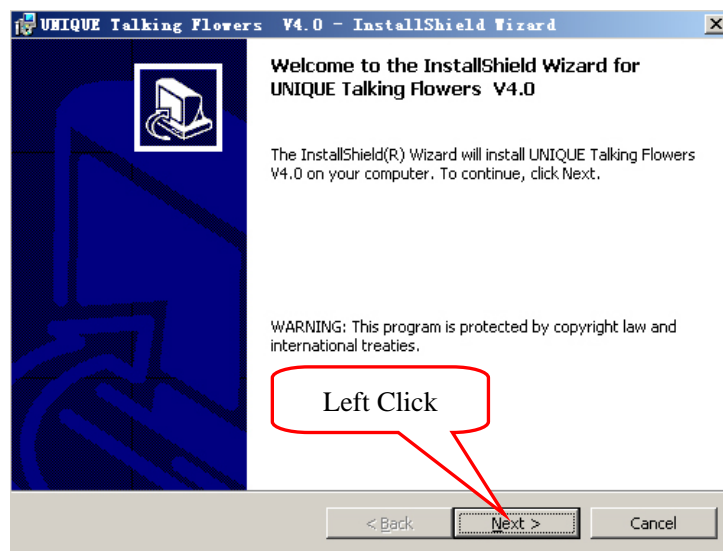 UNIQUE Talking Flowers V4.0 - InstallShield Wizard
Welcome to the InstallShield Wizard for
UNIQUE Talking Flowers V4.0
The InstallShield(R) Wizard will install UNIQUE Talking Flowers
V4.0 on your computer. To continue, click Next.
WARNING: This program is protected by copyright law and
international treaties.
Left Click
< Back
Next >
Cancel